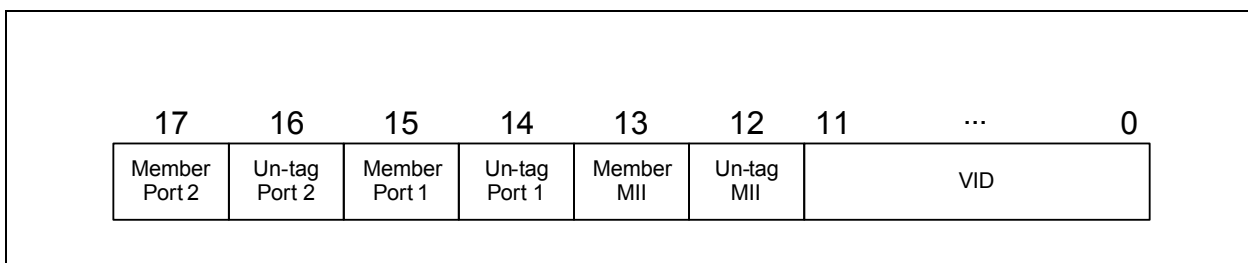 17 16 15 14 13 12 11 ... 0
Member Un-tag Member Un-tag Member Un-tag VID
Port 2 Port 2 Port 1 Port 1 MII MII